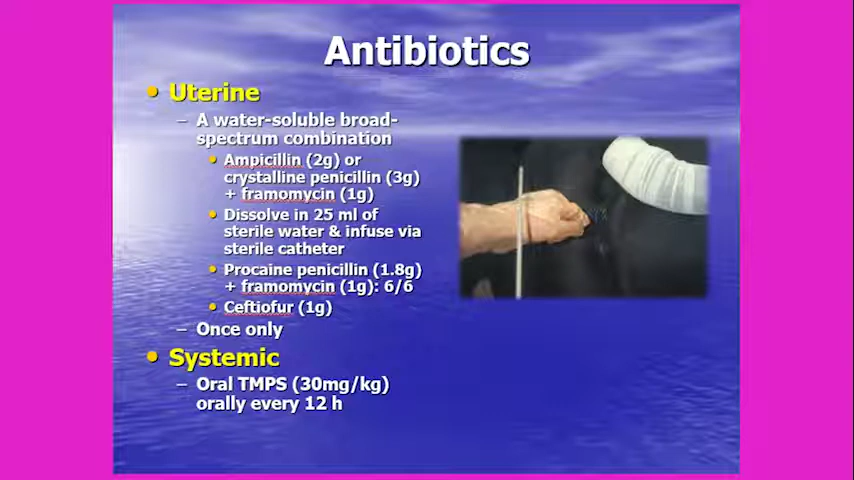 Antibiotics
• Uterine
– A water-soluble broad-
spectrum combination
• Ampicillin (2g) or
crystalline penicillin (3g)
+ framomycin (1g)
• Dissolve in 25 ml of
sterile water & infuse via
sterile catheter
• Procaine penicillin (1.8g)
+ framomycin (1g): 6/6
• Ceftiofur (1g)
– Once only
• Systemic
– Oral TMPS (30mg/kg)
orally every 12 h